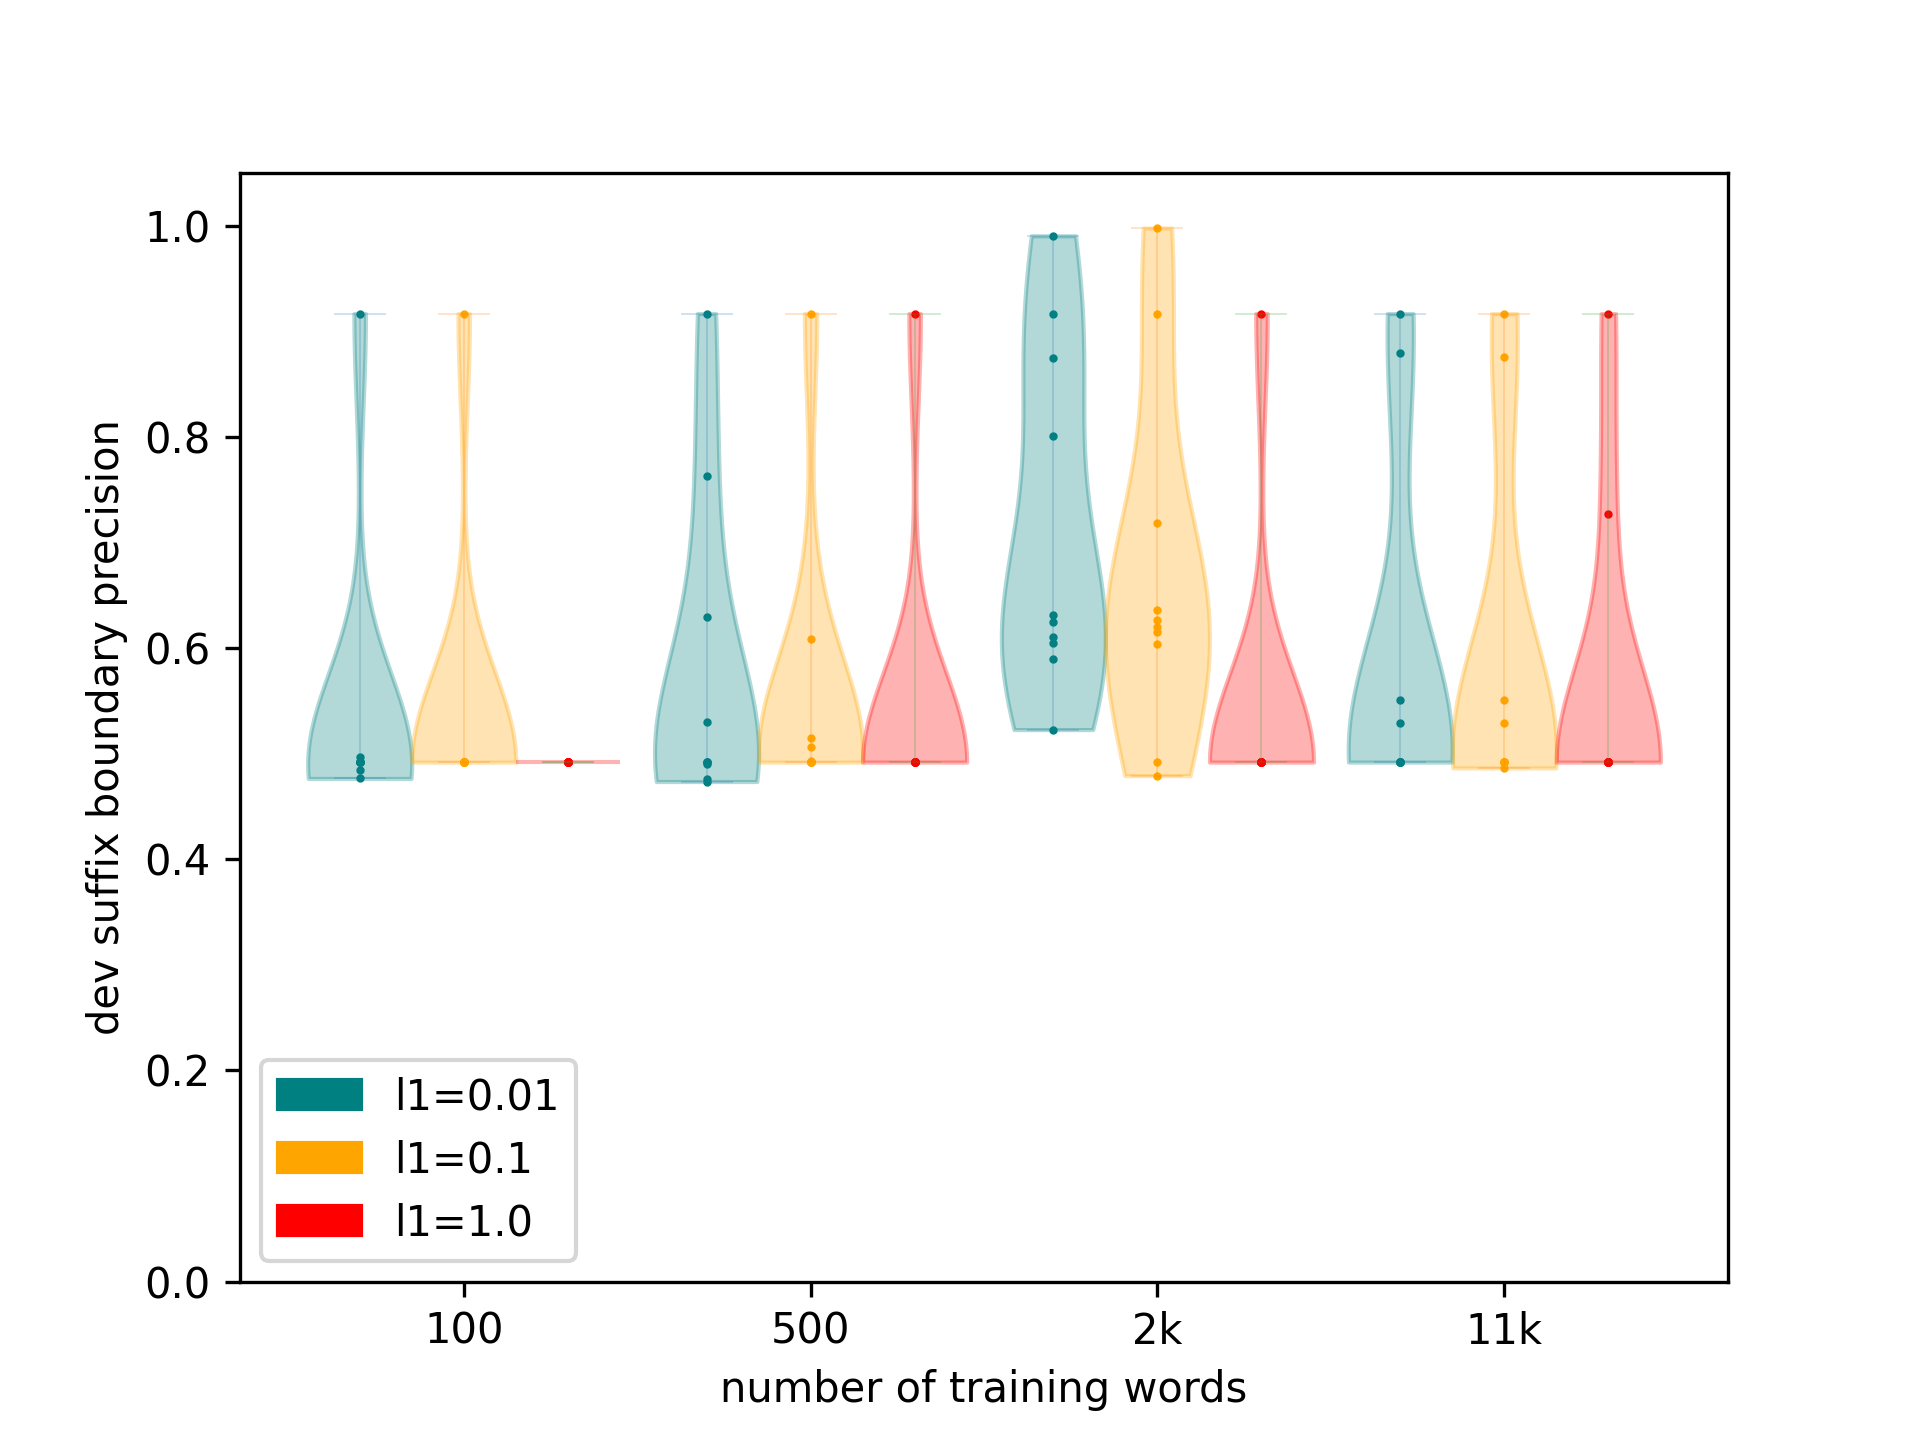 1.0
0.8
0.6
0.4
0.2
0.0
dev suffix boundary precision
l1=0.01
l1=0.1
l1=1.0
100 500 2k 11k
number of training words